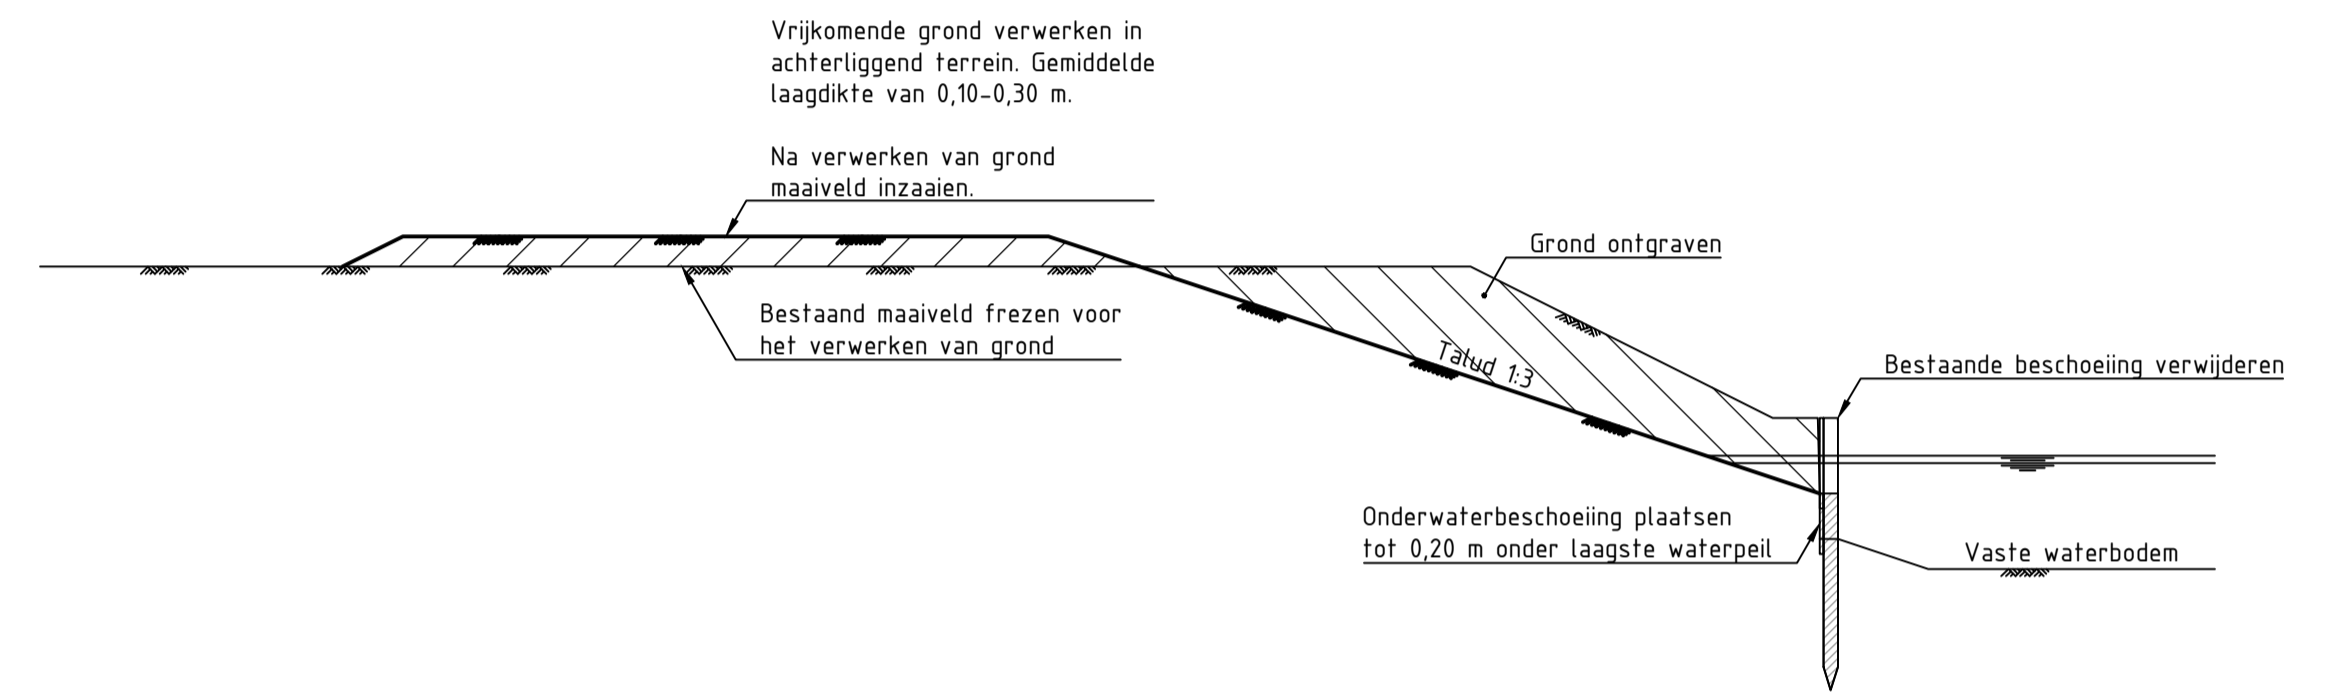 Vrijkomende grond verwerken in
achterliggend terrein. Gemiddelde
laagdikte van 0,10-0,30 m.
Na verwerken van grond
maaiveld inzaaien.
Grond ontgraven
Bestaand maaiveld frezen voor
het verwerken van grond
Talud 1:3
Bestaande beschoeiing verwijderen
Onderwaterbeschoeiing plaatsen
tot 0,20 m onder laagste waterpeil
Vaste waterbodem